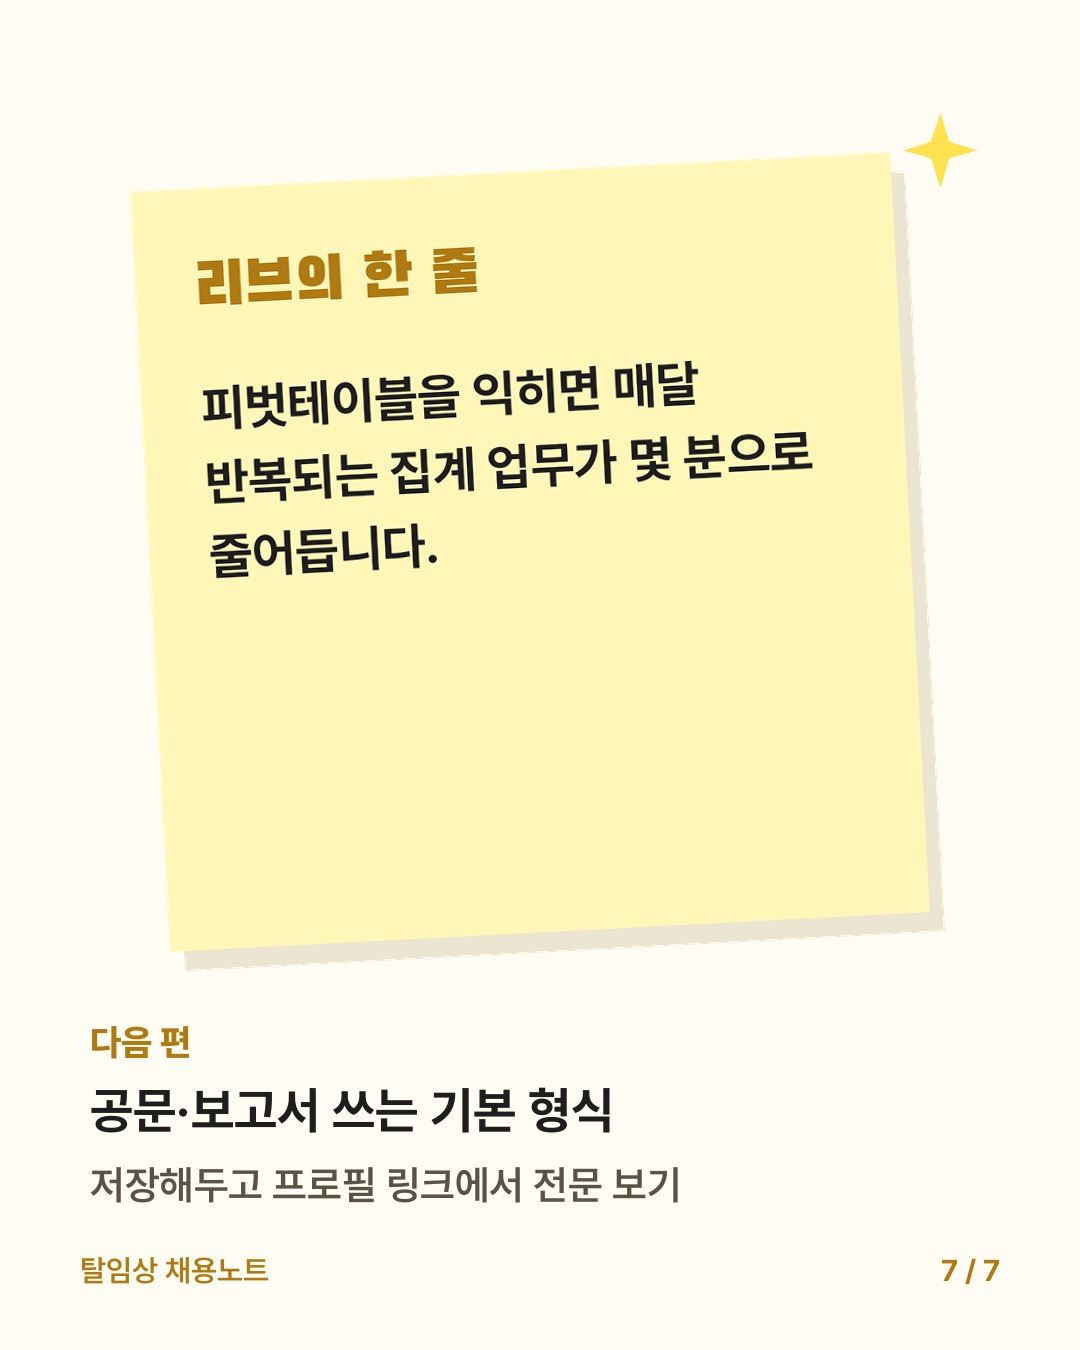 리브의 한 줄
피벗테이블을 익히면 매달
반복되는 집계 업무가 몇 분으로
줄어듭니다.
다음 편
공문·보고서 쓰는 기본 형식
저장해두고 프로필 링크에서 전문 보기
탈임상 채용노트
7 / 7